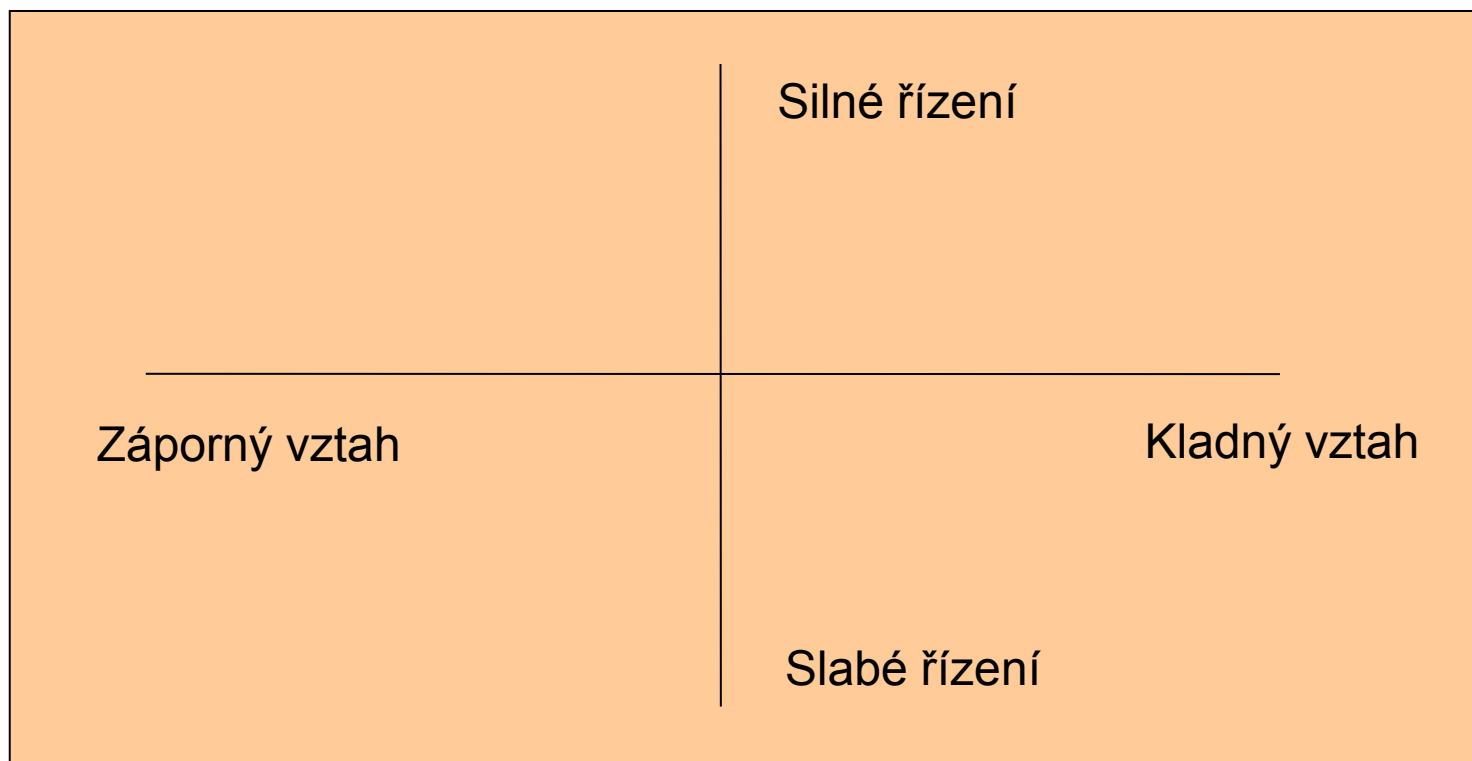 Silné řízení
Záporný vztah
Kladný vztah
Slabé řízení